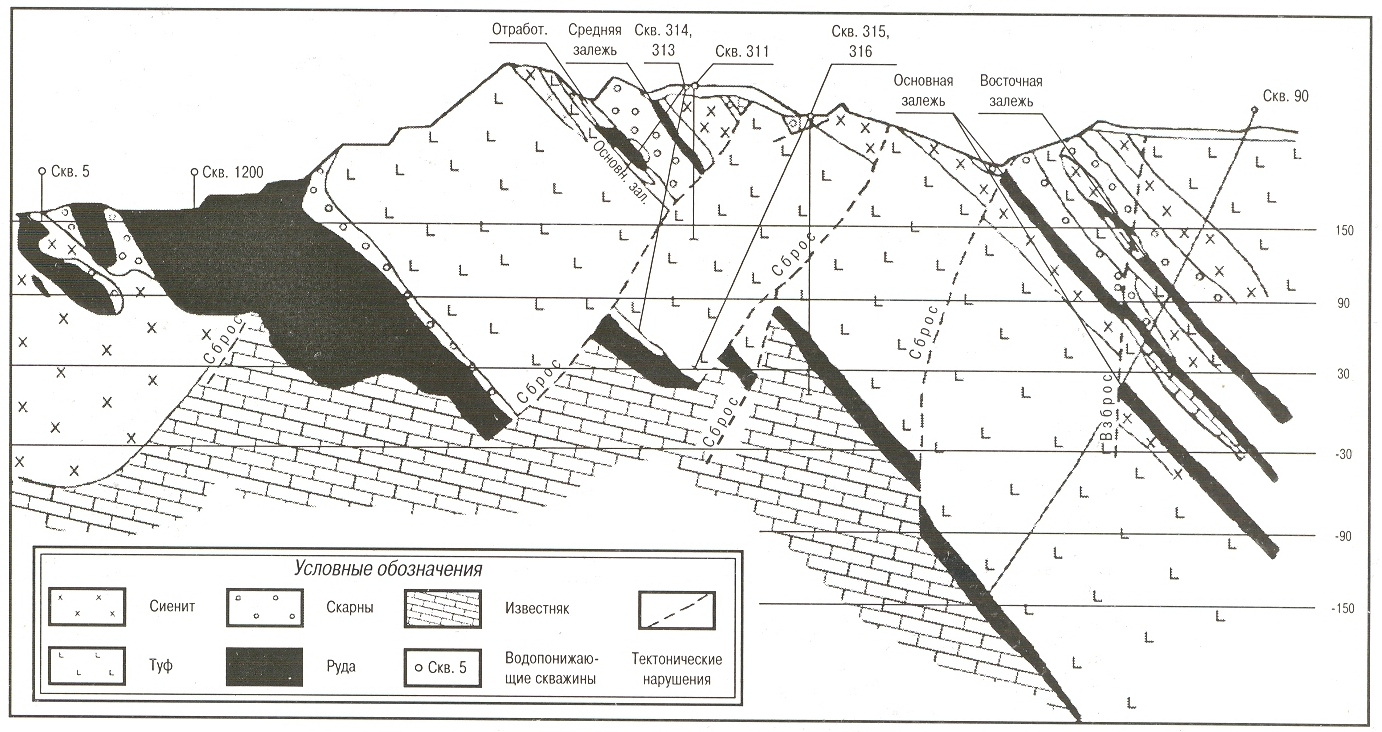 Отработ.
Средняя
залежь
Скв. 314,
313
Скв. 311
Скв. 315,
316
Основная
залежь
Восточная
залежь
Скв. 90
Скв. 5
Скв. 1200
Основн. зал.
150
90
30
-30
-90
-150
Сброс
Сброс
Сброс
Сброс
Сброс
Взброс
Условные обозначения
Сиенит
Скарны
Известняк
Туф
Руда
Скв. 5
Водопонижаю-
щие скважины
Тектонические
нарушения